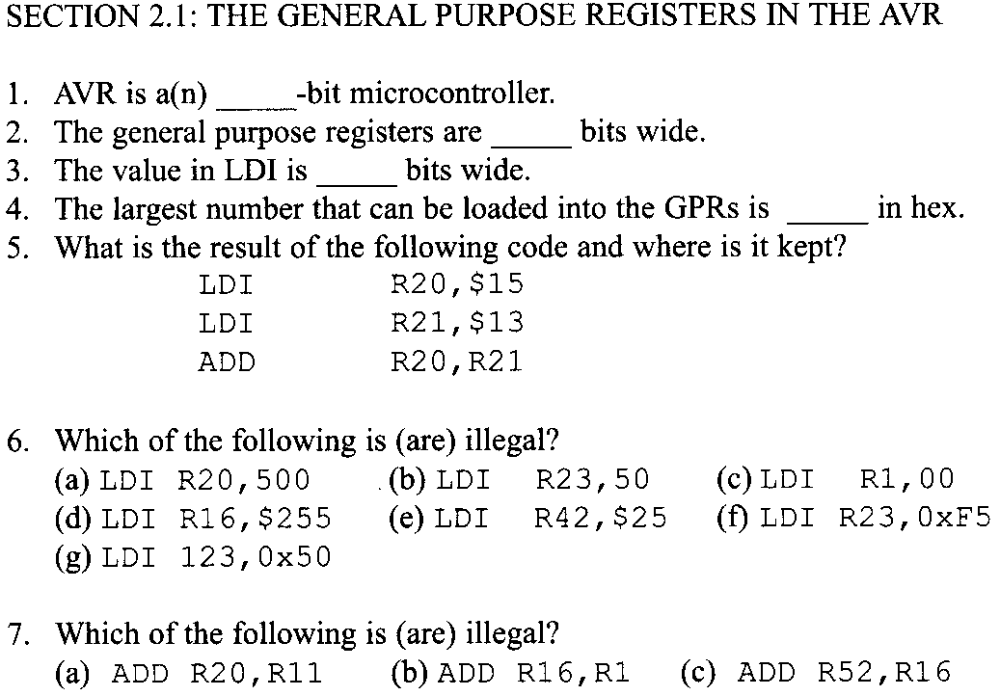 SECTION 2.1: THE GENERAL PURPOSE REGISTERS IN THE AVR
1. AVR is a(n) _____-bit microcontroller.
2. The general purpose registers are _____ bits wide.
3. The value in LDI is _____ bits wide.
4. The largest number that can be loaded into the GPRs is _____ in hex.
5. What is the result of the following code and where is it kept?
LDI R20,$15
LDI R21,$13
ADD R20,R21
6. Which of the following is (are) illegal?
(a) LDI R20,500 (b) LDI R23,50 (c) LDI R1,00
(d) LDI R16,$255 (e) LDI R42,$25 (f) LDI R23,0xF5
(g) LDI 123,0x50
7. Which of the following is (are) illegal?
(a) ADD R20,R11 (b) ADD R16,R1 (c) ADD R52,R16